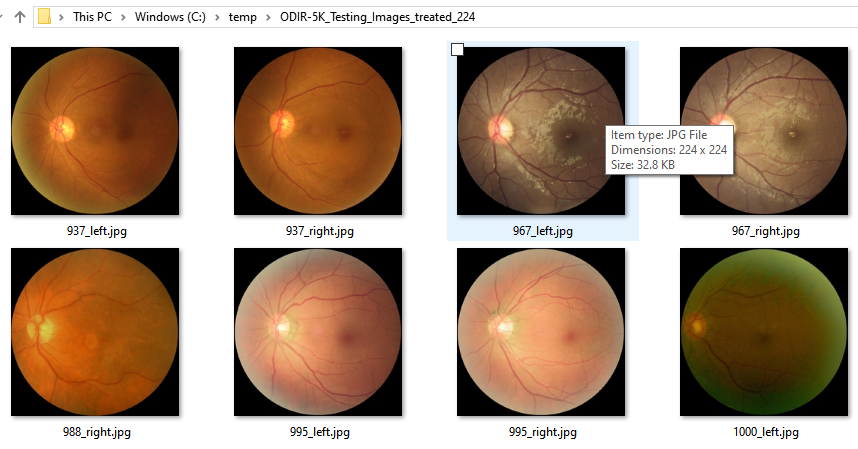 This PC > Windows (C:) > temp > ODIR-5K_Testing_Images_treated_224
937_left.jpg
937_right.jpg
967_left.jpg
967_right.jpg
Item type: JPG File
Dimensions: 224 x 224
Size: 32.8 KB
988_right.jpg
995_left.jpg
995_right.jpg
1000_left.jpg